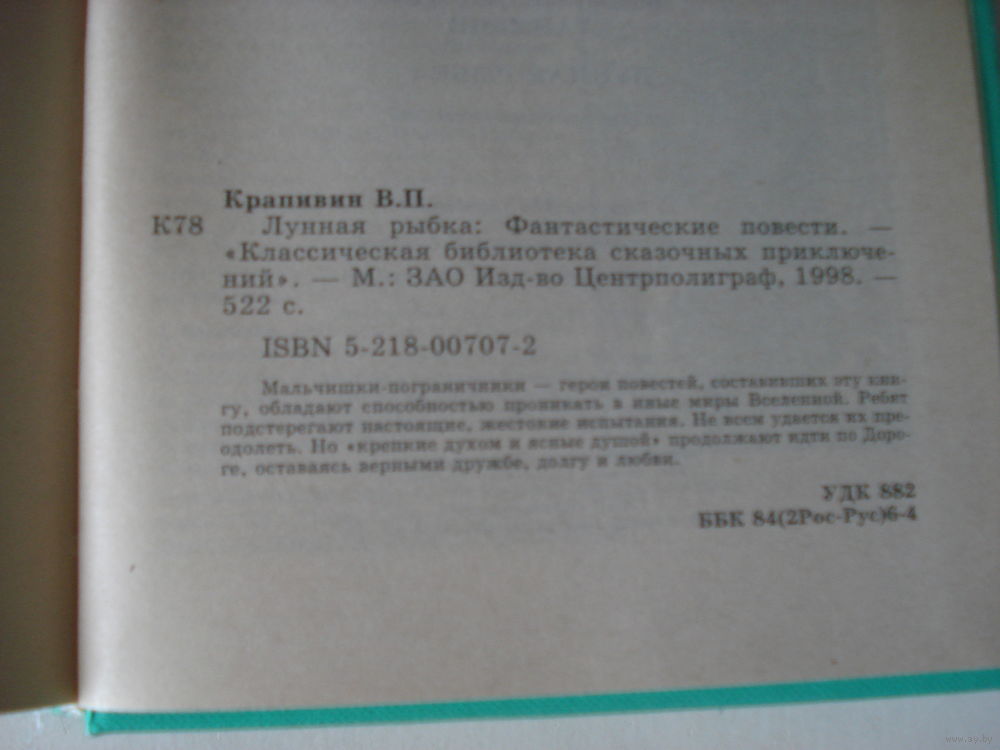 Крапивин В.П.
К78 Лунная рыбка: Фантастические повести. —
«Классическая библиотека сказочных приключе-
ний». — М.: ЗАО Изд-во Центрполиграф, 1998. —
522 с.
ISBN 5-218-00707-2
Мальчишки-пограничники — герои повестей, составивших эту кни-
гу, обладают способностью проникать в иные миры Вселенной. Ребят
подстерегают настоящие, жестокие испытания. Не всем удается их пре-
одолеть. Но «крепкие духом и ясные душой» продолжают идти по Доро-
ге, оставаясь верными дружбе, долгу и любви.
УДК 882
ББК 84(2Рос-Рус)6-4
www.ay.by